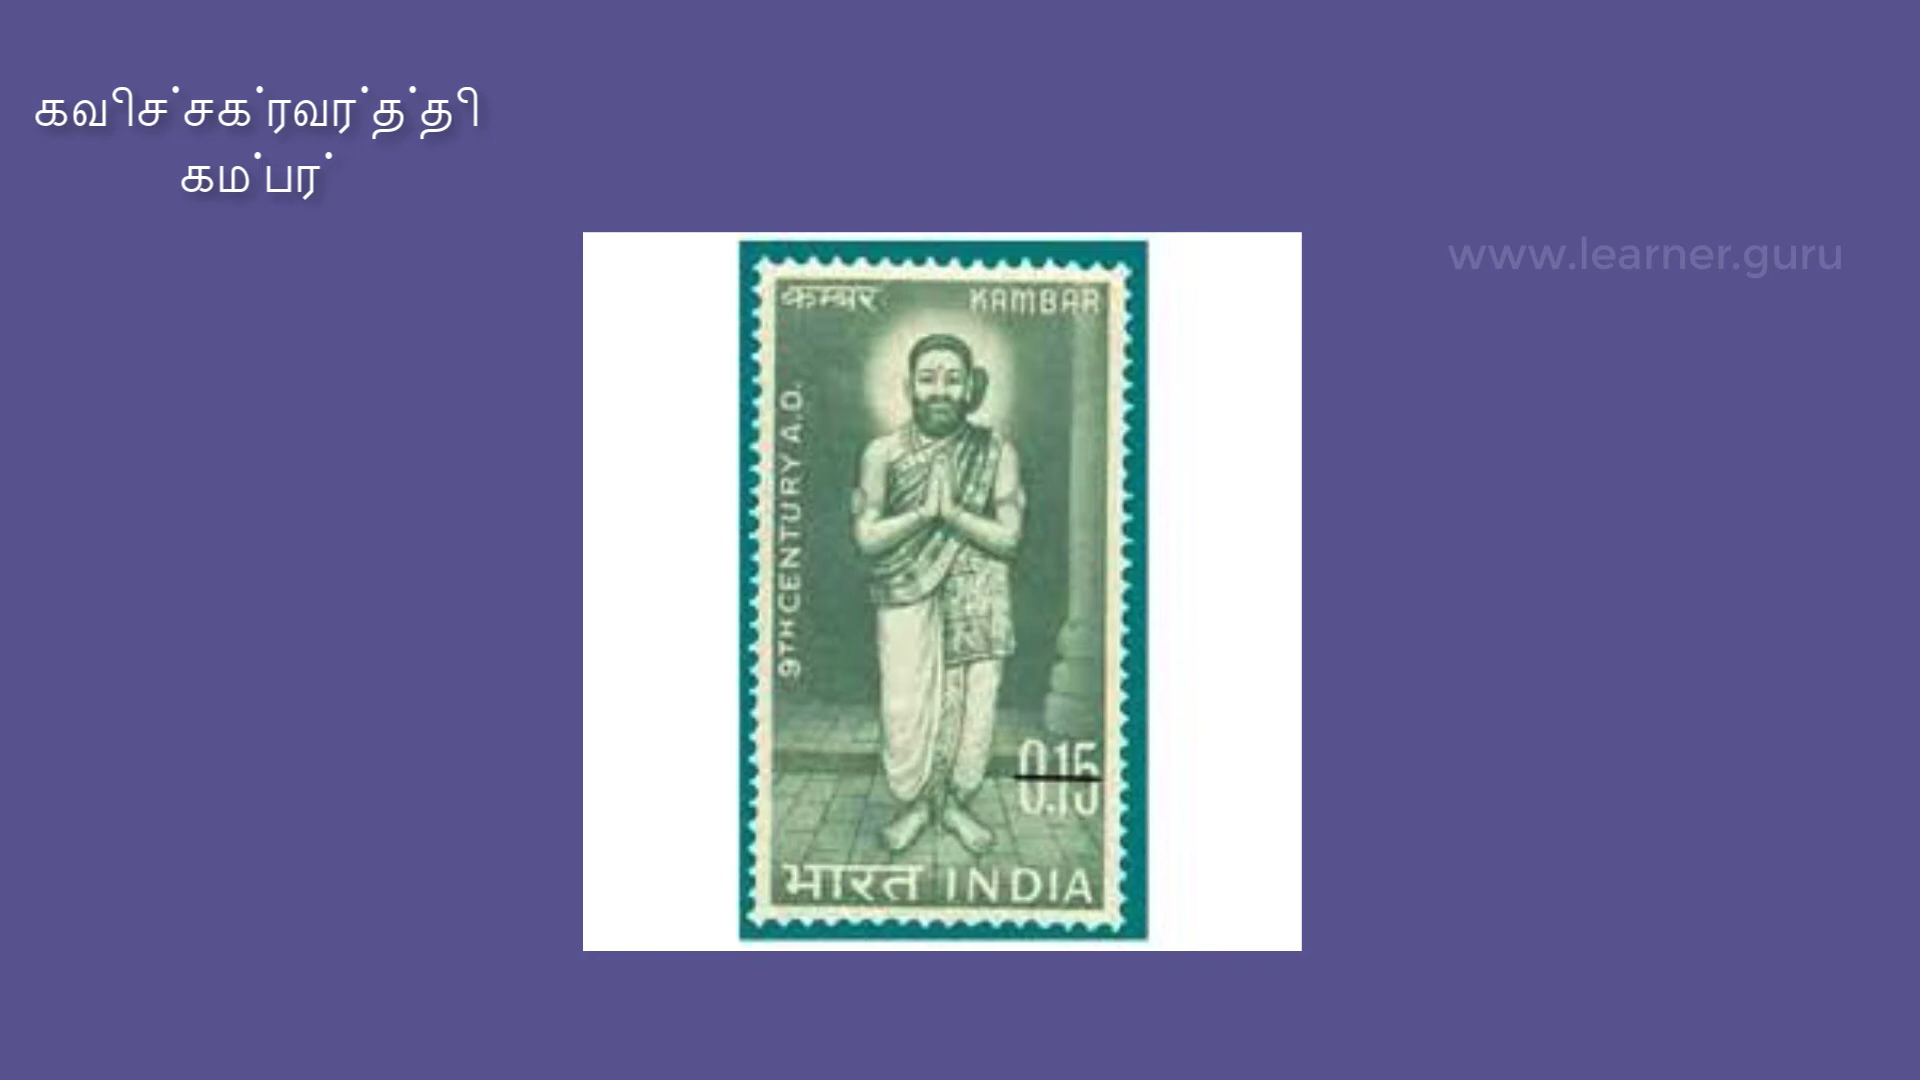 கவிச்சக்ரவர்த்தி
கம்பர்
www.learner.guru
कम्बर KAMBAR
9TH CENTURY A.D.
0.15
भारत INDIA